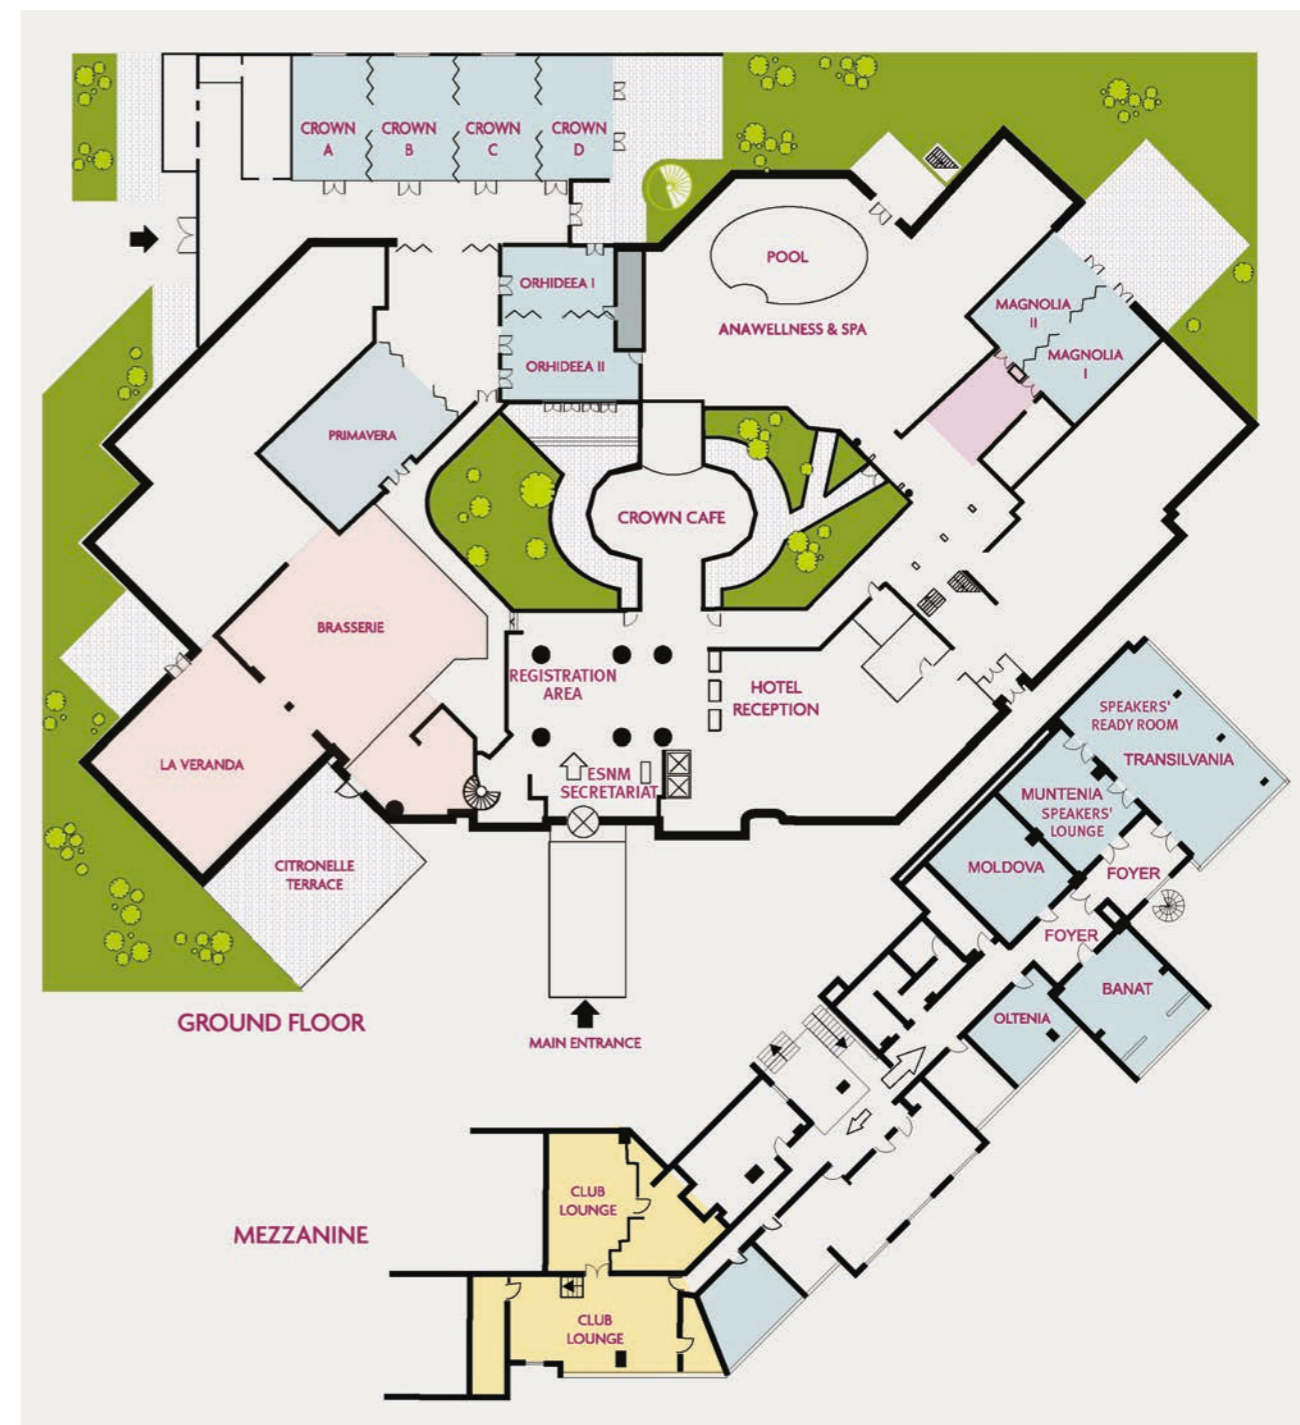 CROWN
A
CROWN
B
CROWN
C
CROWN
D
POOL
ORHIDEEA I
ANAWELLNESS & SPA
MAGNOLIA
II
MAGNOLIA
I
ORHIDEEA II
PRIMAVERA
CROWN CAFE
BRASSERIE
REGISTRATION
AREA
HOTEL
RECEPTION
LA VERANDA
ESNM
SECRETARIAT
CITRONELLE
TERRACE
SPEAKERS'
READY ROOM
TRANSILVANIA
MUNTENIA
SPEAKERS'
LOUNGE
MOLDOVA
FOYER
FOYER
BANAT
OLTENIA
GROUND FLOOR
MAIN ENTRANCE
MEZZANINE
CLUB
LOUNGE
CLUB
LOUNGE